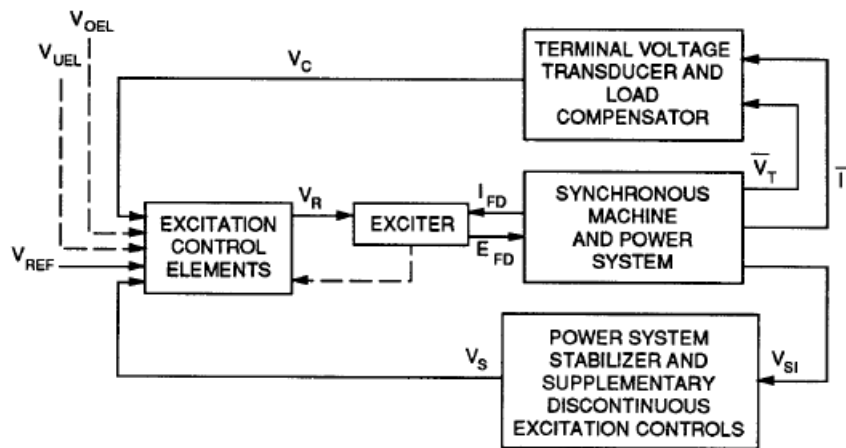 V_OEL
V_UEL
V_C
TERMINAL VOLTAGE
TRANSDUCER AND
LOAD
COMPENSATOR
V̅_T
I̅
EXCITATION
CONTROL
ELEMENTS
V_R
EXCITER
I_FD
E_FD
SYNCHRONOUS
MACHINE
AND POWER
SYSTEM
V_REF
V_S
POWER SYSTEM
STABILIZER AND
SUPPLEMENTARY
DISCONTINUOUS
EXCITATION CONTROLS
V_SI